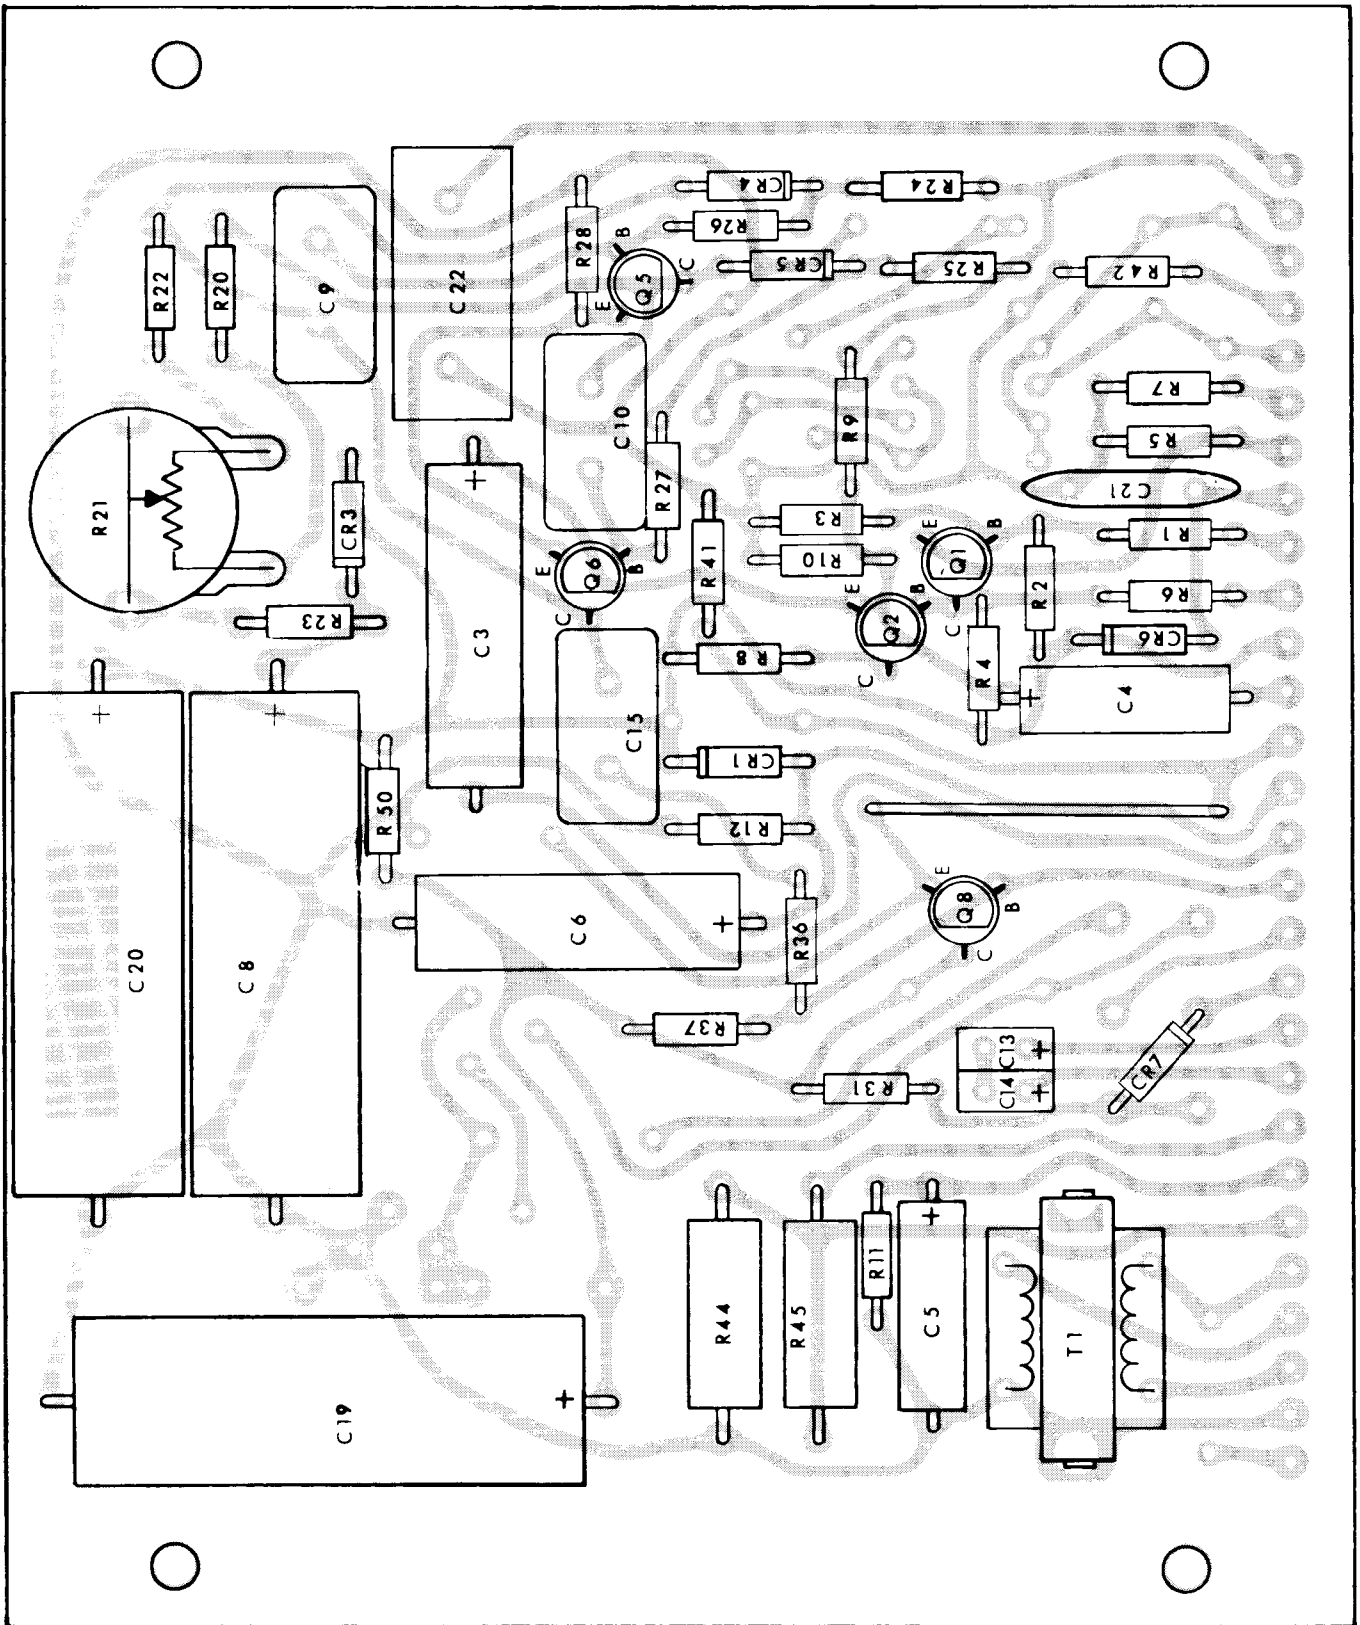 CR4
R24
R26
R28
B
C
E
Q5
CR5
R25
R42
R22
R20
C9
C22
R7
R9
C10
R5
R27
+
C21
R21
CR3
R3
R1
R41
R10
E
B
Q1
C
E
B
Q6
C
R2
R6
E
B
Q2
C
R23
CR6
C3
R8
R4
+
C4
+
+
C15
CR1
R50
R12
E
Q8
B
C
C6
+
R36
C20
C8
R37
C13
+
C14
+
CR7
R31
+
R11
R44
R45
C5
T1
C19
+